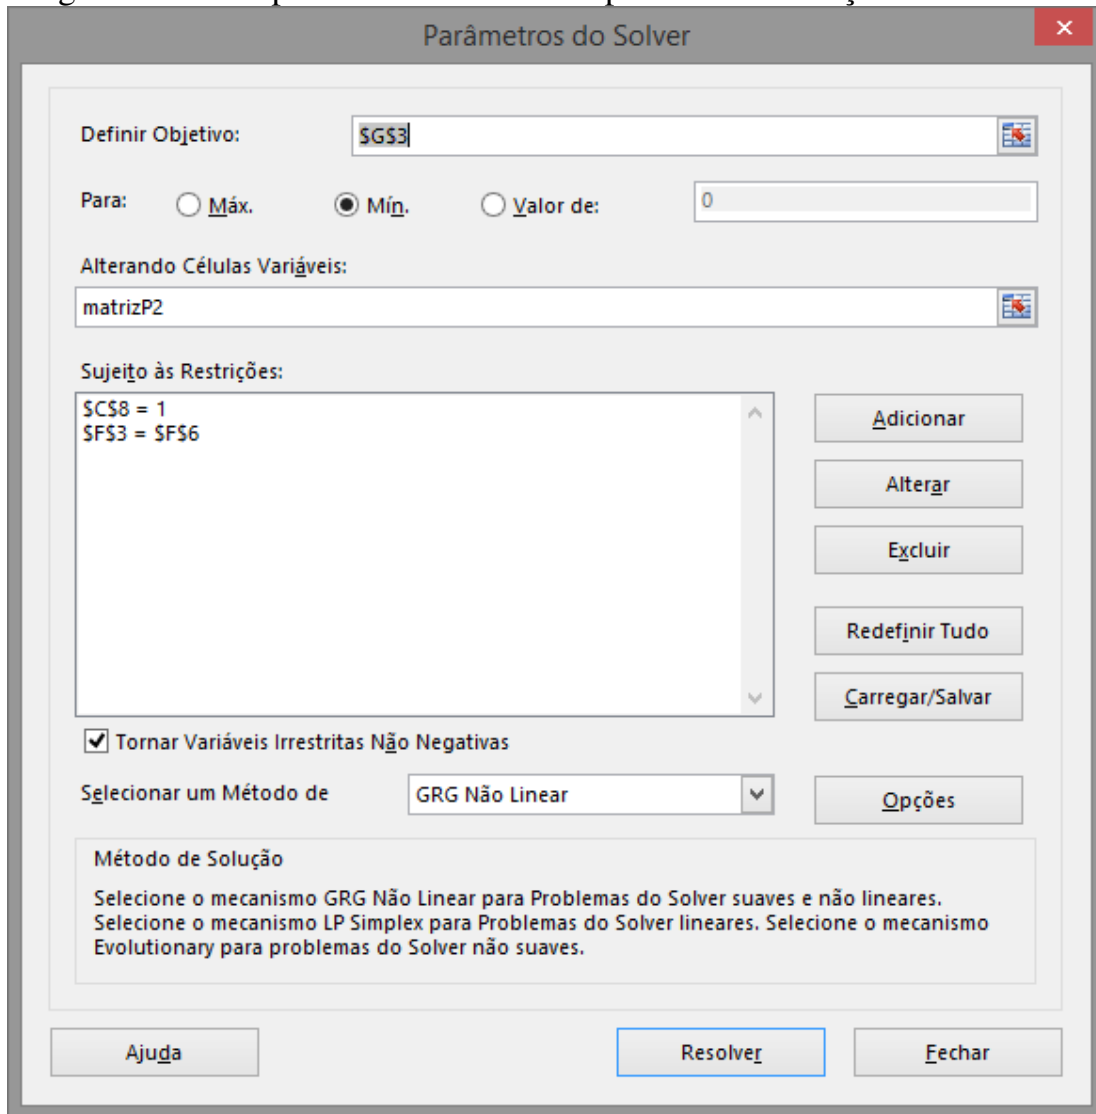 Parâmetros do Solver
Definir Objetivo:
$G$3
Para:
Máx.
Mín.
Valor de:
0
Alterando Células Variáveis:
matrizP2
Sujeito às Restrições:
$C$8 = 1
$F$3 = $F$6
Adicionar
Alterar
Excluir
Redefinir Tudo
Carregar/Salvar
Tornar Variáveis Irrestritas Não Negativas
Selecionar um Método de
GRG Não Linear
Opções
Método de Solução
Selecione o mecanismo GRG Não Linear para Problemas do Solver suaves e não lineares.
Selecione o mecanismo LP Simplex para Problemas do Solver lineares. Selecione o mecanismo
Evolutionary para problemas do Solver não suaves.
Ajuda
Resolver
Fechar